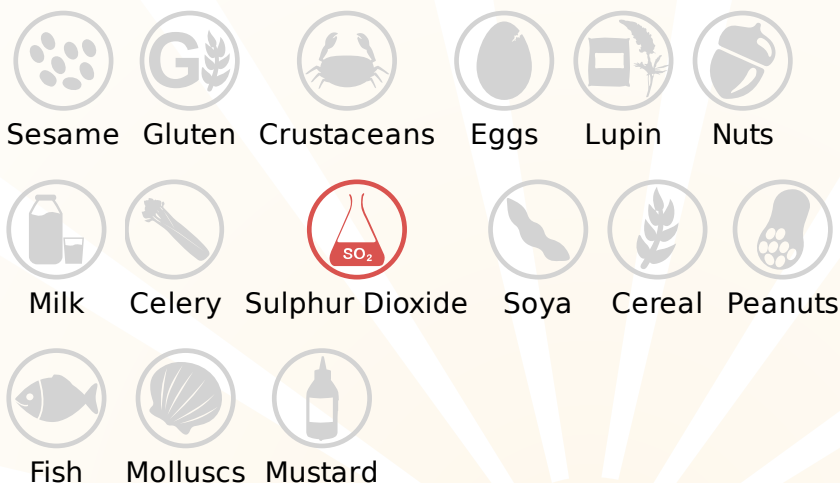 G
Sesame Gluten Crustaceans Eggs Lupin Nuts
SO₂
Milk Celery Sulphur Dioxide Soya Cereal Peanuts
Fish Molluscs Mustard